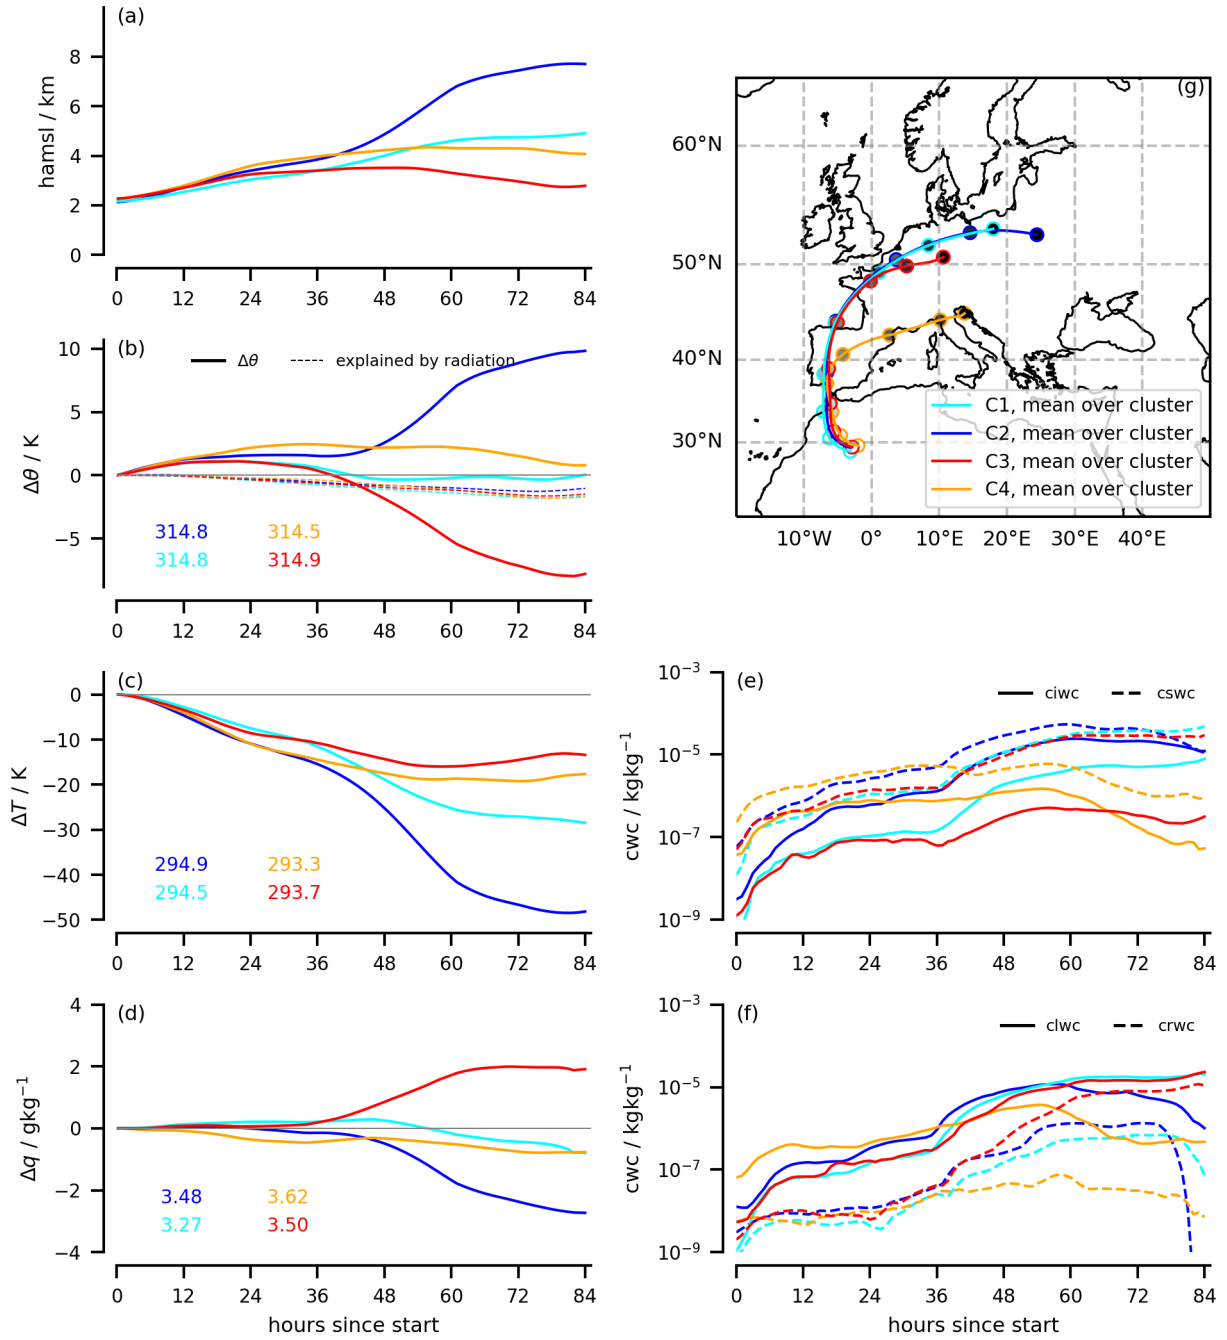 (a)
hamsl / km
8
6
4
2
0
0 12 24 36 48 60 72 84
(b)
Δθ
explained by radiation
Δθ / K
10
5
0
−5
314.8 314.5
314.8 314.9
0 12 24 36 48 60 72 84
(c)
ΔT / K
0
−10
−20
−30
−40
−50
294.9 293.3
294.5 293.7
0 12 24 36 48 60 72 84
(d)
Δq / gkg⁻¹
4
2
0
−2
−4
3.48 3.62
3.27 3.50
0 12 24 36 48 60 72 84
hours since start
(g)
60°N
50°N
40°N
30°N
C1, mean over cluster
C2, mean over cluster
C3, mean over cluster
C4, mean over cluster
10°W 0° 10°E 20°E 30°E 40°E
(e)
ciwc cswc
cwc / kgkg⁻¹
10⁻³
10⁻⁵
10⁻⁷
10⁻⁹
0 12 24 36 48 60 72 84
(f)
clwc crwc
cwc / kgkg⁻¹
10⁻³
10⁻⁵
10⁻⁷
10⁻⁹
0 12 24 36 48 60 72 84
hours since start